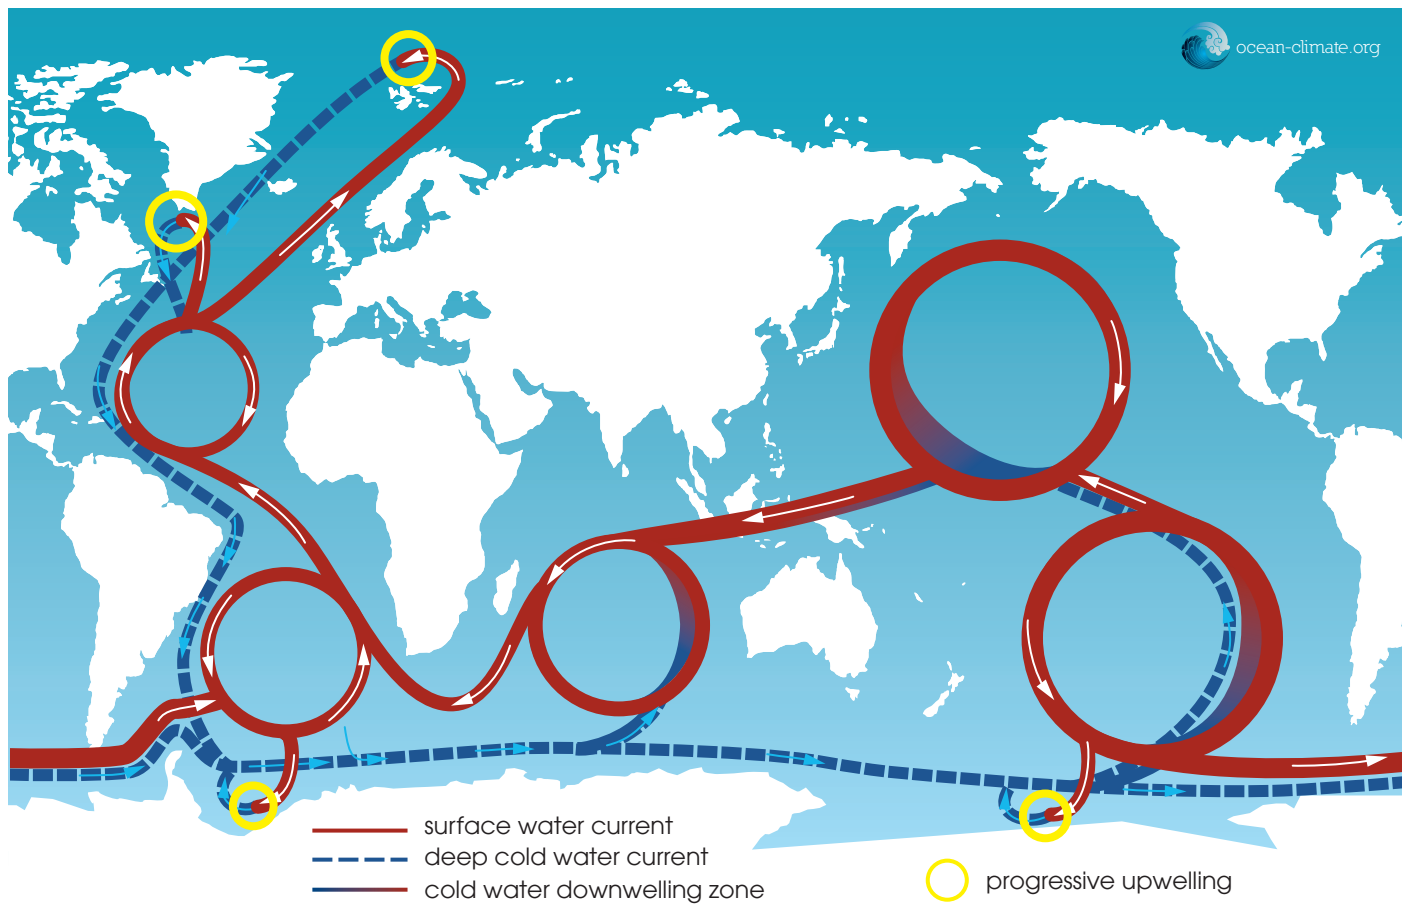 ocean-climate.org
surface water current
deep cold water current
cold water downwelling zone
progressive upwelling